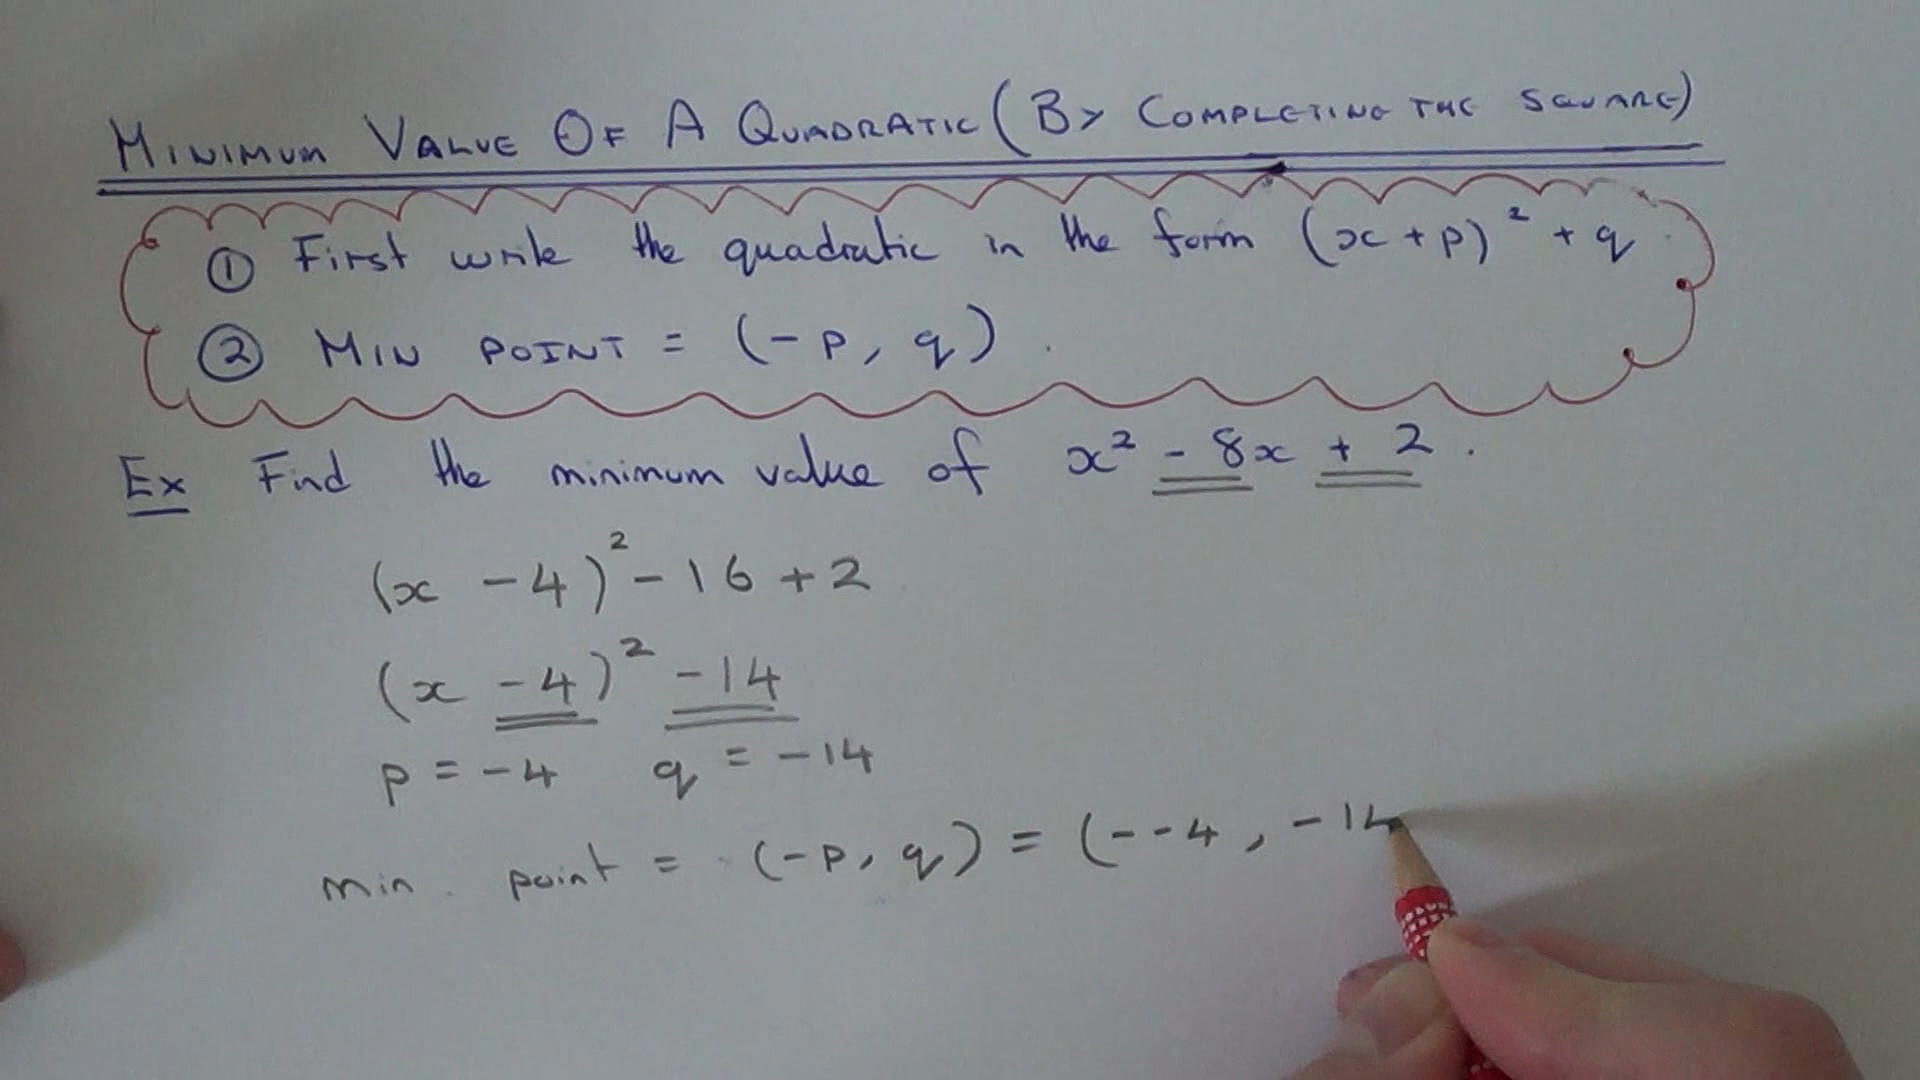 MINIMUM VALUE OF A QUADRATIC (BY COMPLETING THE SQUARE)
① First write the quadratic in the form (x + p)² + q
② MIN POINT = (-p, q).
Ex Find the minimum value of x² - 8x + 2.
(x - 4)² - 16 + 2
(x - 4)² - 14
p = -4 q = -14
min. point = (-p, q) = (--4, -14